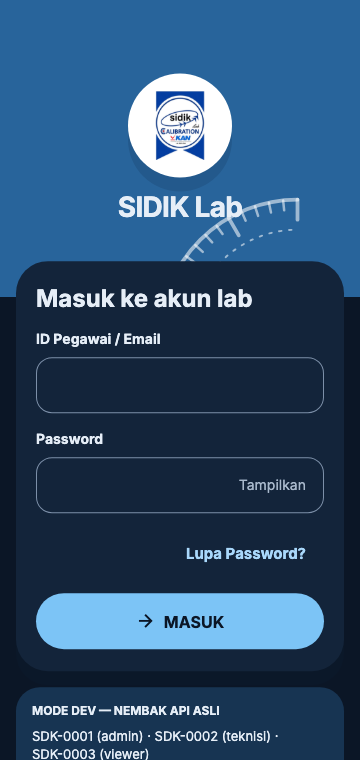 sidik
CALIBRATION
KAN
SIDIK Lab
Masuk ke akun lab
ID Pegawai / Email
Password
Tampilkan
Lupa Password?
→ MASUK
MODE DEV — NEMBAK API ASLI
SDK-0001 (admin) · SDK-0002 (teknisi) ·
SDK-0003 (viewer)